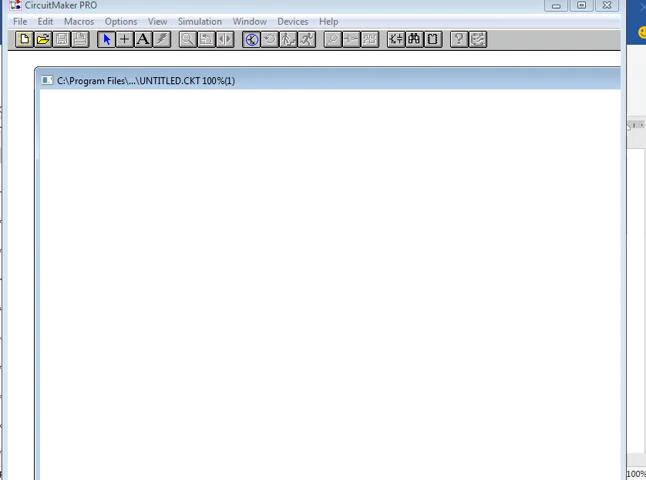 CircuitMaker PRO
File Edit Macros Options View Simulation Window Devices Help
A ?
C:\Program Files\...\UNTITLED.CKT 100%(1)
100%